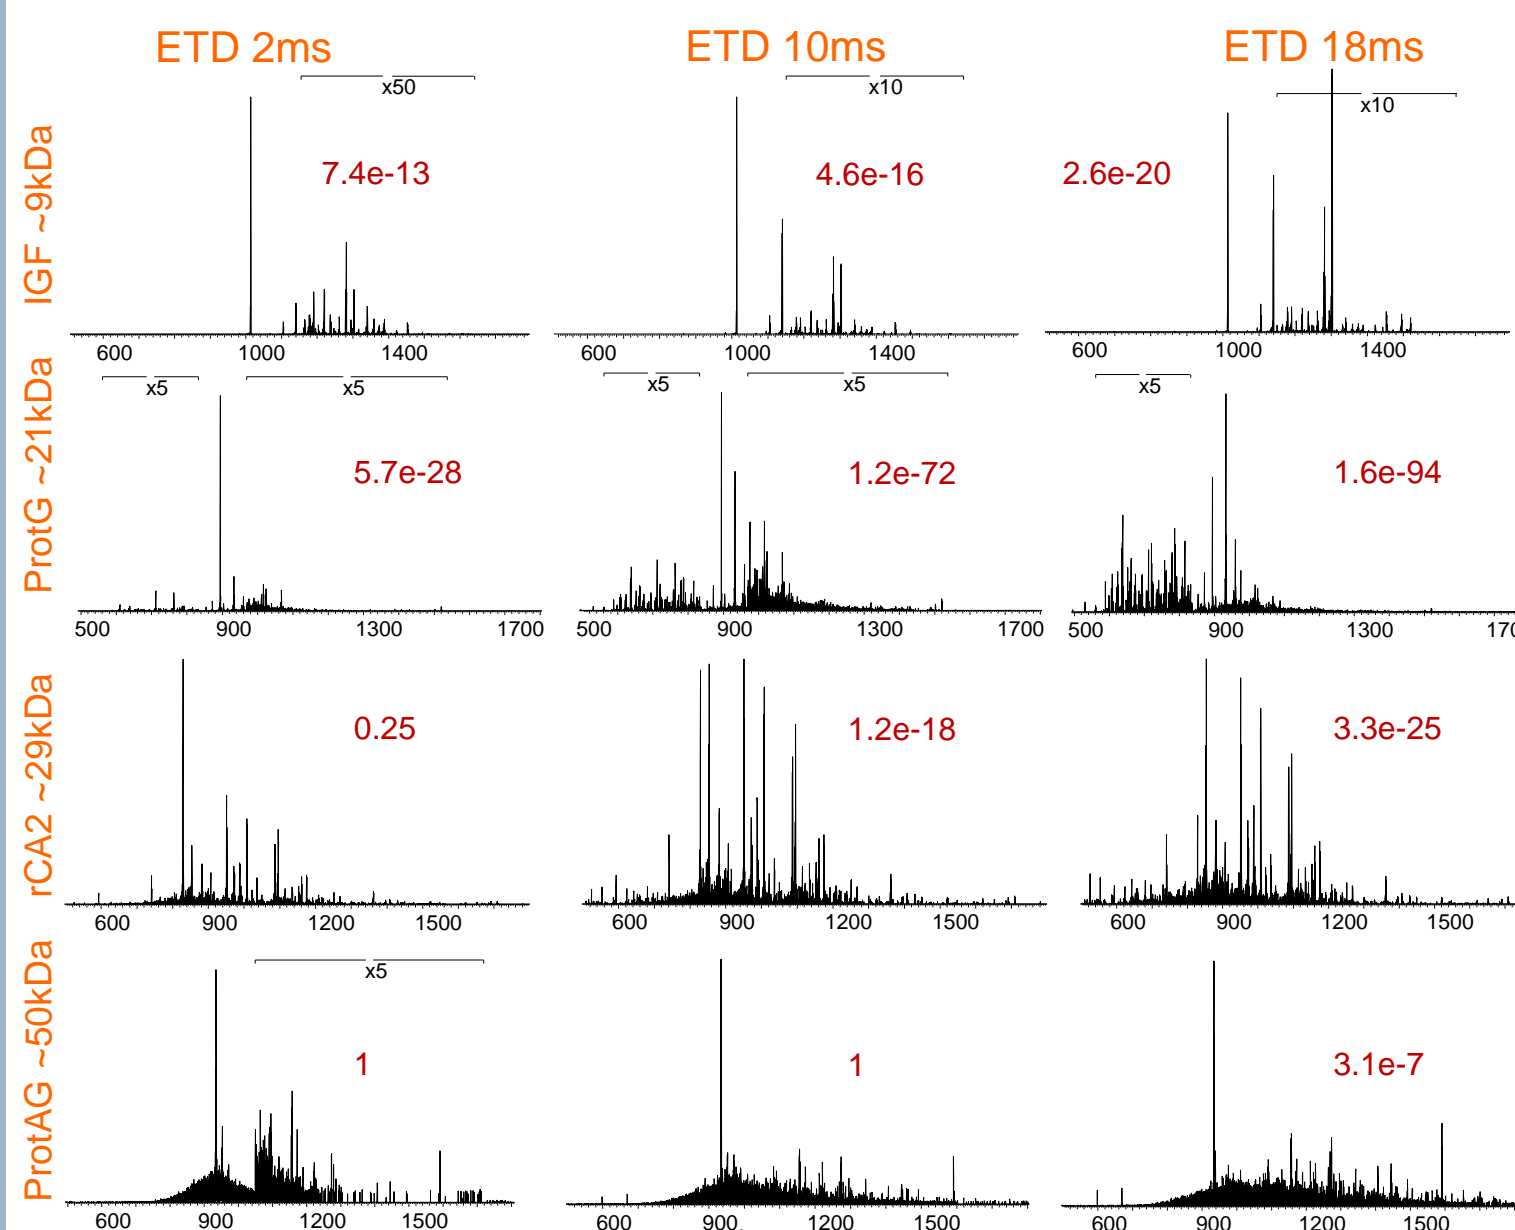 ETD 2ms
ETD 10ms
ETD 18ms
IGF ~9kDa
x50
7.4e-13
600 1000 1400
x10
4.6e-16
600 1000 1400
x10
2.6e-20
600 1000 1400
ProtG ~21kDa
x5 x5
5.7e-28
500 900 1300 1700
x5 x5
1.2e-72
500 900 1300 1700
x5
1.6e-94
500 900 1300 170
rCA2 ~29kDa
0.25
600 900 1200 1500
1.2e-18
600 900 1200 1500
3.3e-25
600 900 1200 1500
ProtAG ~50kDa
x5
1
600 900 1200 1500
1
600 900 1200 1500
3.1e-7
600 900 1200 1500